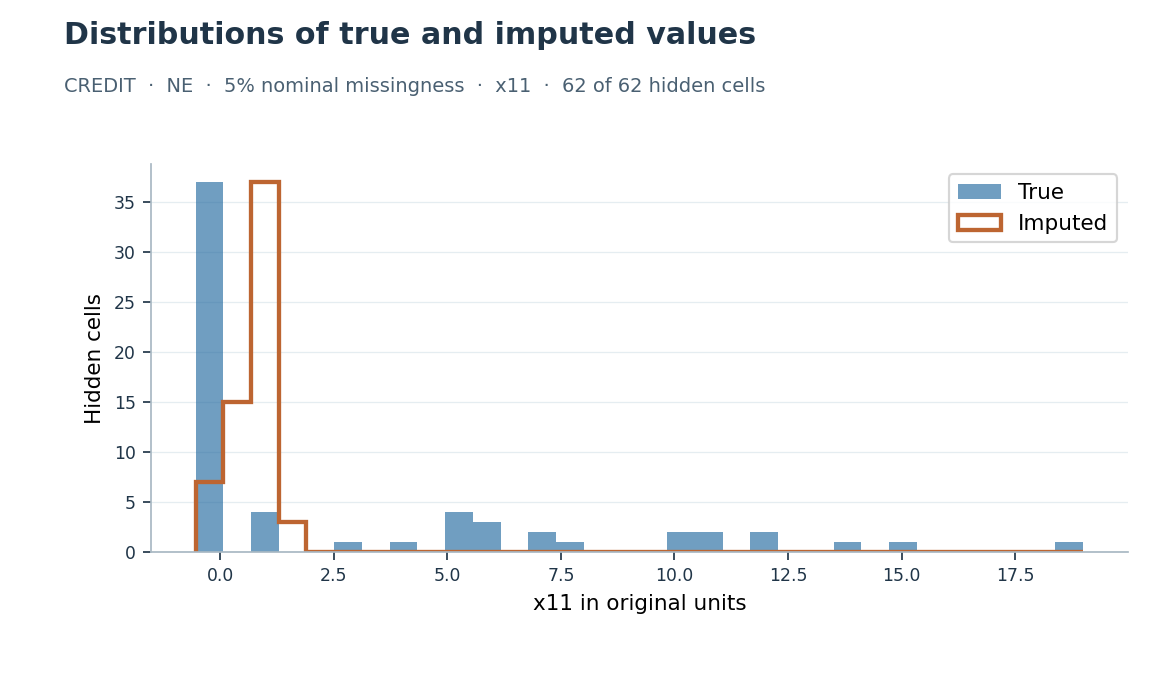 Distributions of true and imputed values
CREDIT · NE · 5% nominal missingness · x11 · 62 of 62 hidden cells
True
Imputed
Hidden cells
35
30
25
20
15
10
5
0
0.0 2.5 5.0 7.5 10.0 12.5 15.0 17.5
x11 in original units